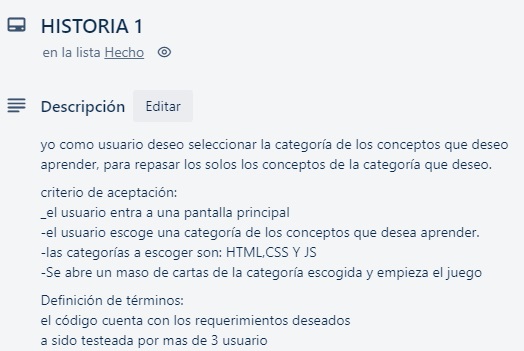 HISTORIA 1
en la lista Hecho
Descripción Editar
yo como usuario deseo seleccionar la categoría de los conceptos que deseo
aprender, para repasar los solos los conceptos de la categoría que deseo.
criterio de aceptación:
_el usuario entra a una pantalla principal
-el usuario escoge una categoría de los conceptos que desea aprender.
-las categorías a escoger son: HTML,CSS Y JS
-Se abre un maso de cartas de la categoría escogida y empieza el juego
Definición de términos:
el código cuenta con los requerimientos deseados
a sido testeada por mas de 3 usuario